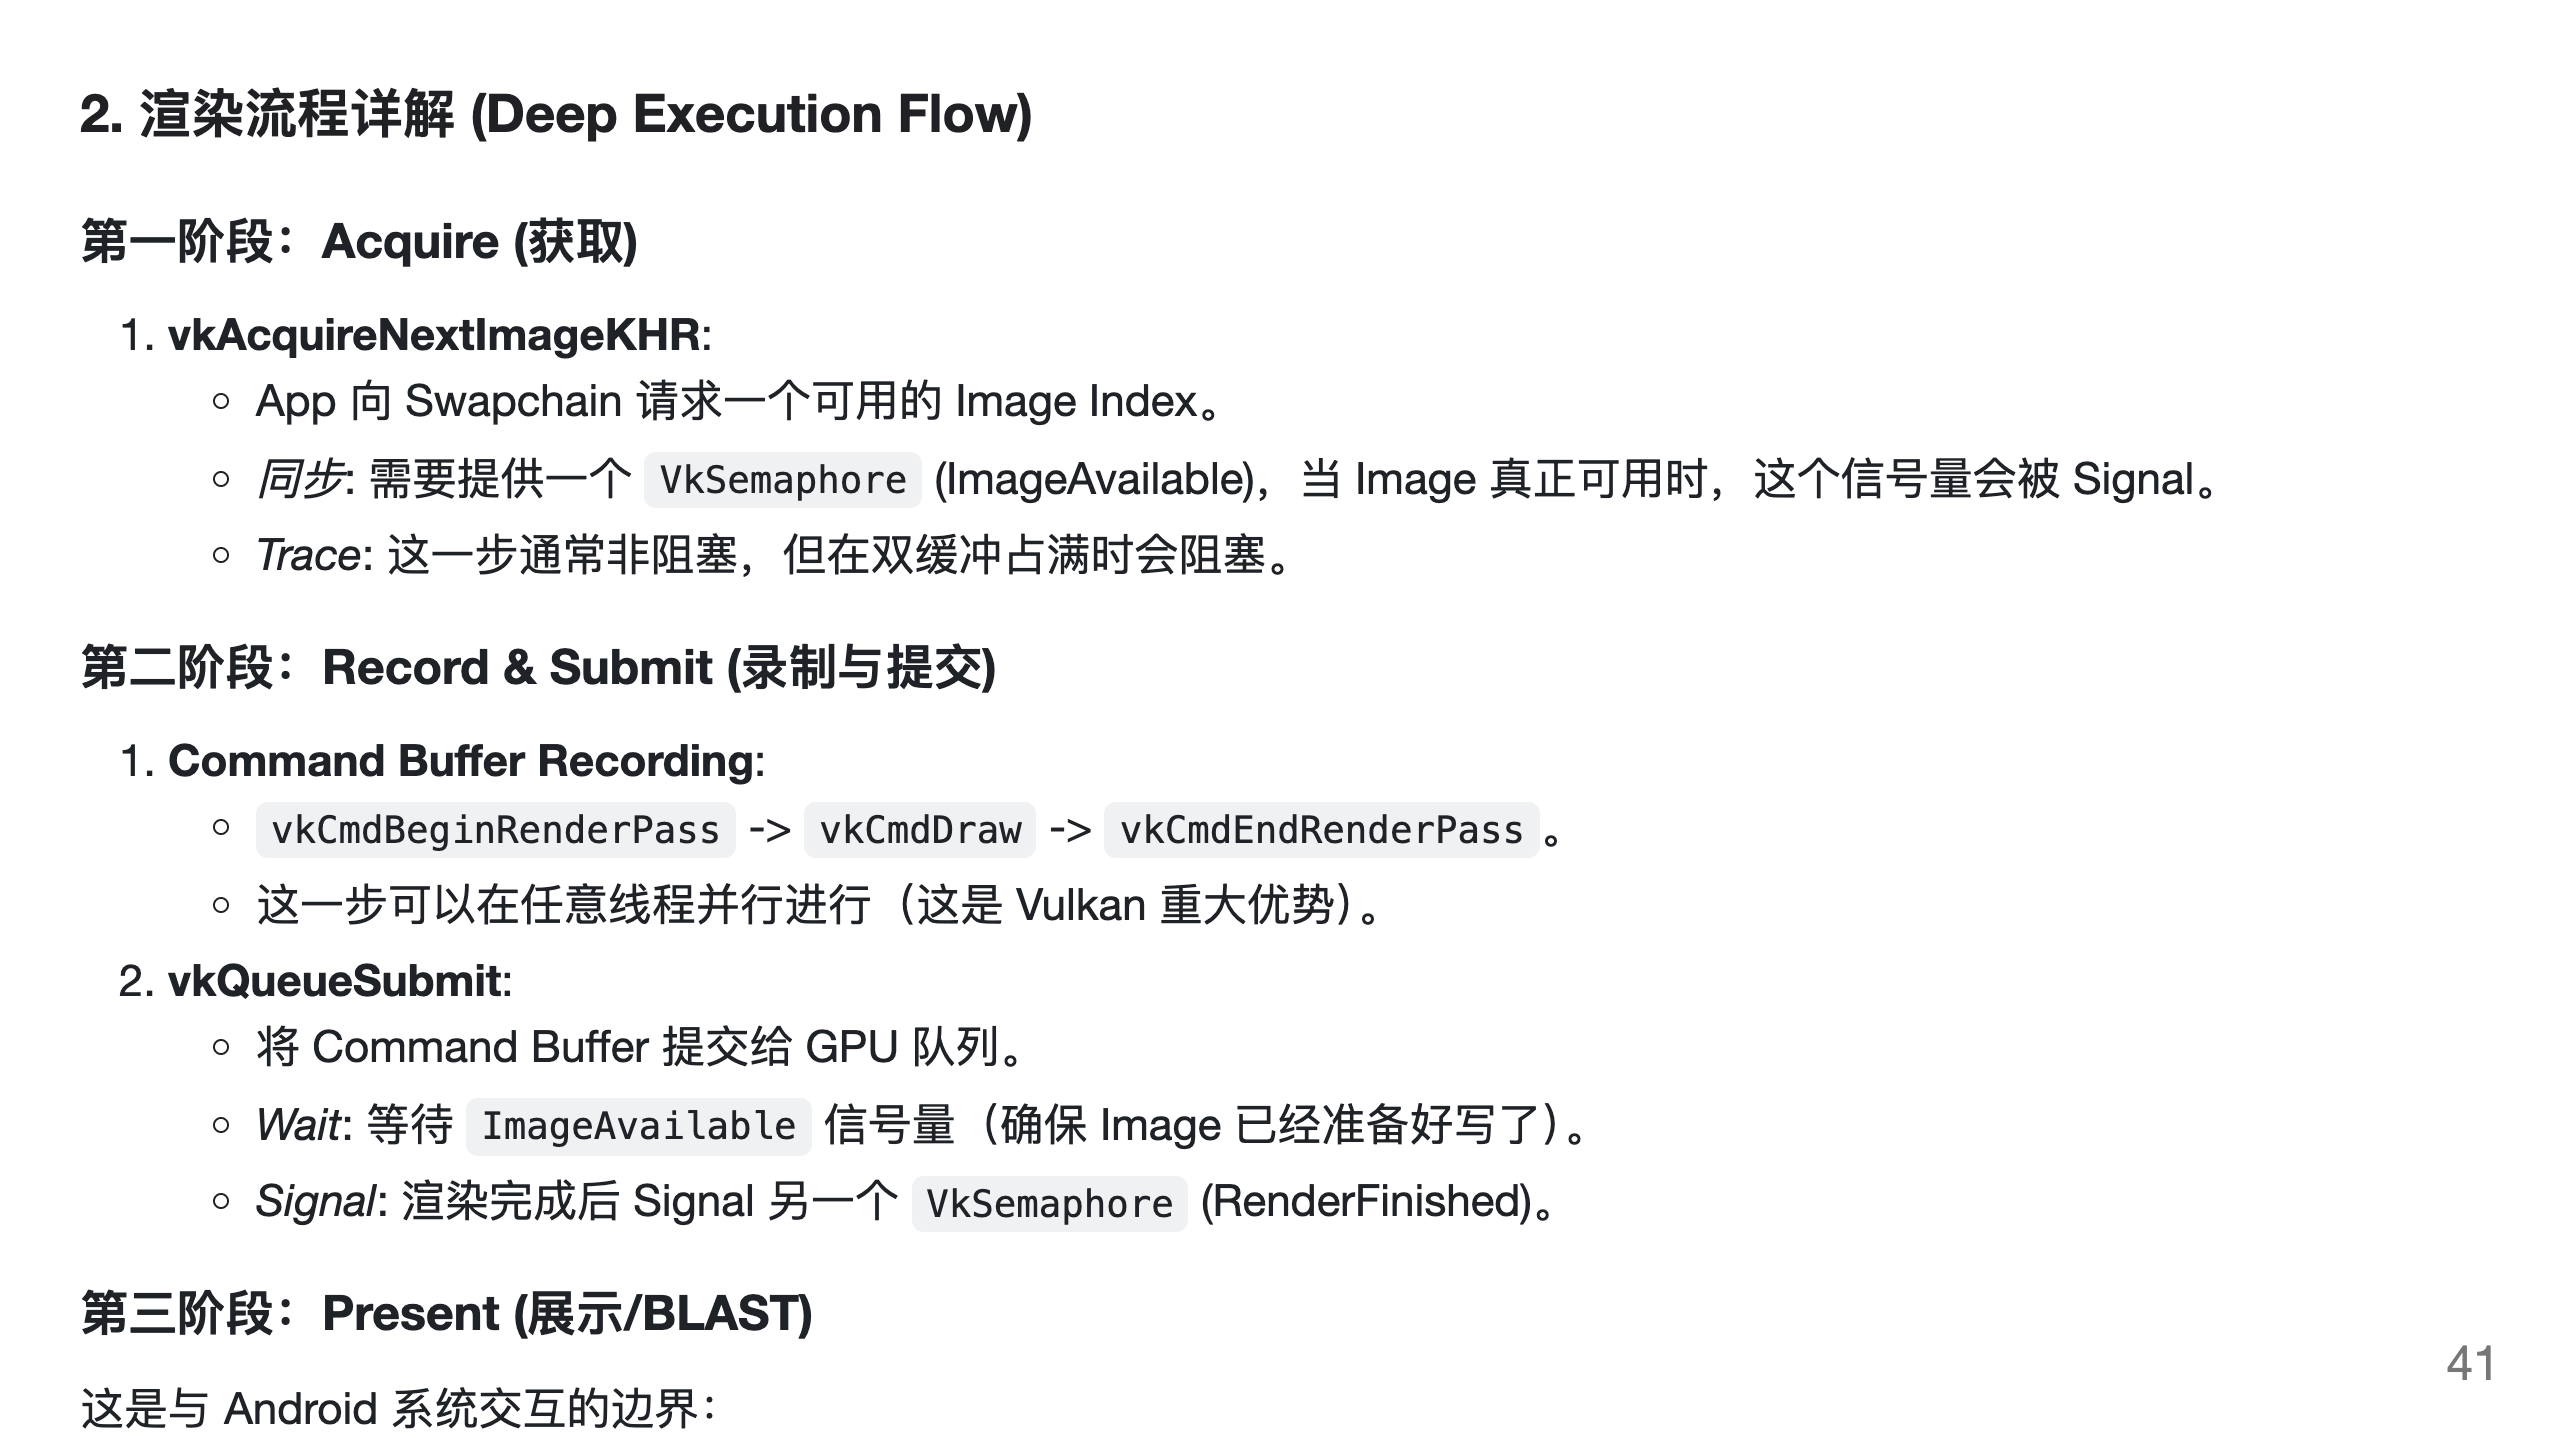 2. 渲染流程详解 (Deep Execution Flow)
第一阶段：Acquire (获取)
1. vkAcquireNextImageKHR:
○ App 向 Swapchain 请求一个可用的 Image Index。
○ 同步: 需要提供一个 VkSemaphore (ImageAvailable)，当 Image 真正可用时，这个信号量会被 Signal。
○ Trace: 这一步通常非阻塞，但在双缓冲占满时会阻塞。
第二阶段：Record & Submit (录制与提交)
1. Command Buffer Recording:
○ vkCmdBeginRenderPass -> vkCmdDraw -> vkCmdEndRenderPass 。
○ 这一步可以在任意线程并行进行（这是 Vulkan 重大优势）。
2. vkQueueSubmit:
○ 将 Command Buffer 提交给 GPU 队列。
○ Wait: 等待 ImageAvailable 信号量（确保 Image 已经准备好写了）。
○ Signal: 渲染完成后 Signal 另一个 VkSemaphore (RenderFinished)。
第三阶段：Present (展示/BLAST)
41
这是与 Android 系统交互的边界：